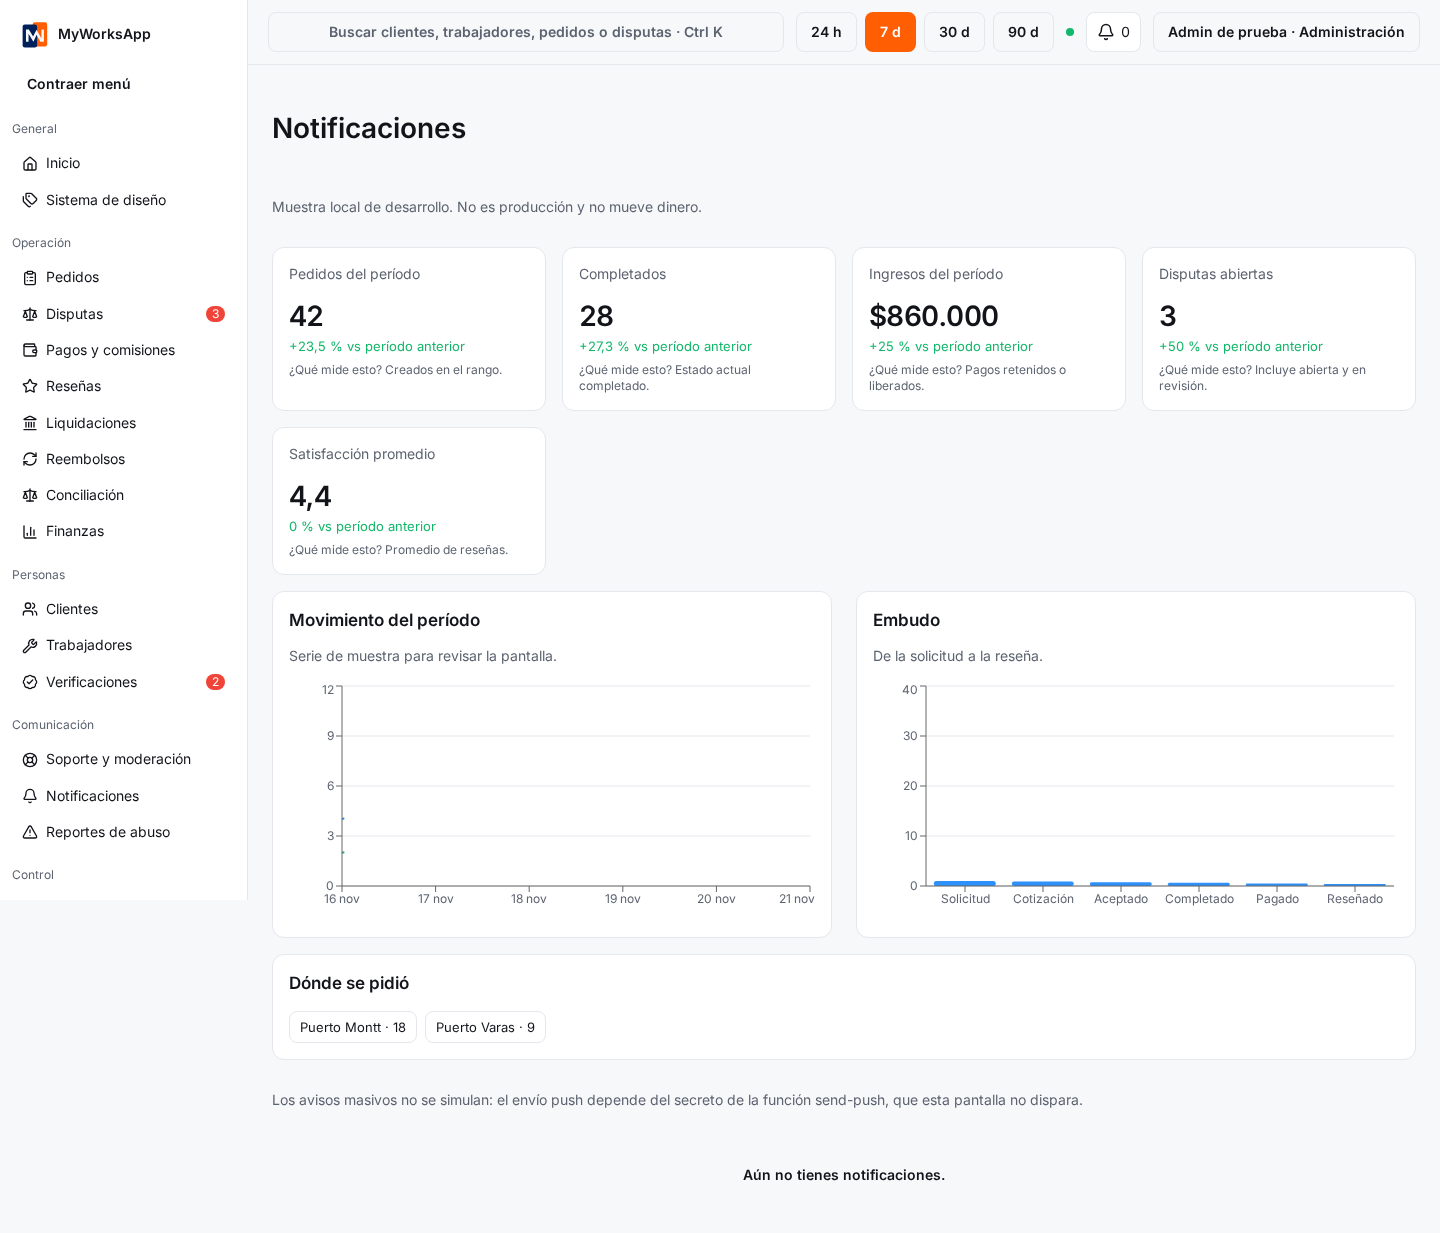 MyWorksApp
Contraer menú
General
Inicio
Sistema de diseño
Operación
Pedidos
Disputas 3
Pagos y comisiones
Reseñas
Liquidaciones
Reembolsos
Conciliación
Finanzas
Personas
Clientes
Trabajadores
Verificaciones 2
Comunicación
Soporte y moderación
Notificaciones
Reportes de abuso
Control
Buscar clientes, trabajadores, pedidos o disputas · Ctrl K
24 h
7 d
30 d
90 d
0
Admin de prueba · Administración
Notificaciones
Muestra local de desarrollo. No es producción y no mueve dinero.
Pedidos del período
42
+23,5 % vs período anterior
¿Qué mide esto? Creados en el rango.
Completados
28
+27,3 % vs período anterior
¿Qué mide esto? Estado actual
completado.
Ingresos del período
$860.000
+25 % vs período anterior
¿Qué mide esto? Pagos retenidos o
liberados.
Disputas abiertas
3
+50 % vs período anterior
¿Qué mide esto? Incluye abierta y en
revisión.
Satisfacción promedio
4,4
0 % vs período anterior
¿Qué mide esto? Promedio de reseñas.
Movimiento del período
Serie de muestra para revisar la pantalla.
12
9
6
3
0
16 nov 17 nov 18 nov 19 nov 20 nov 21 nov
Embudo
De la solicitud a la reseña.
40
30
20
10
0
Solicitud Cotización Aceptado Completado Pagado Reseñado
Dónde se pidió
Puerto Montt · 18
Puerto Varas · 9
Los avisos masivos no se simulan: el envío push depende del secreto de la función send-push, que esta pantalla no dispara.
Aún no tienes notificaciones.